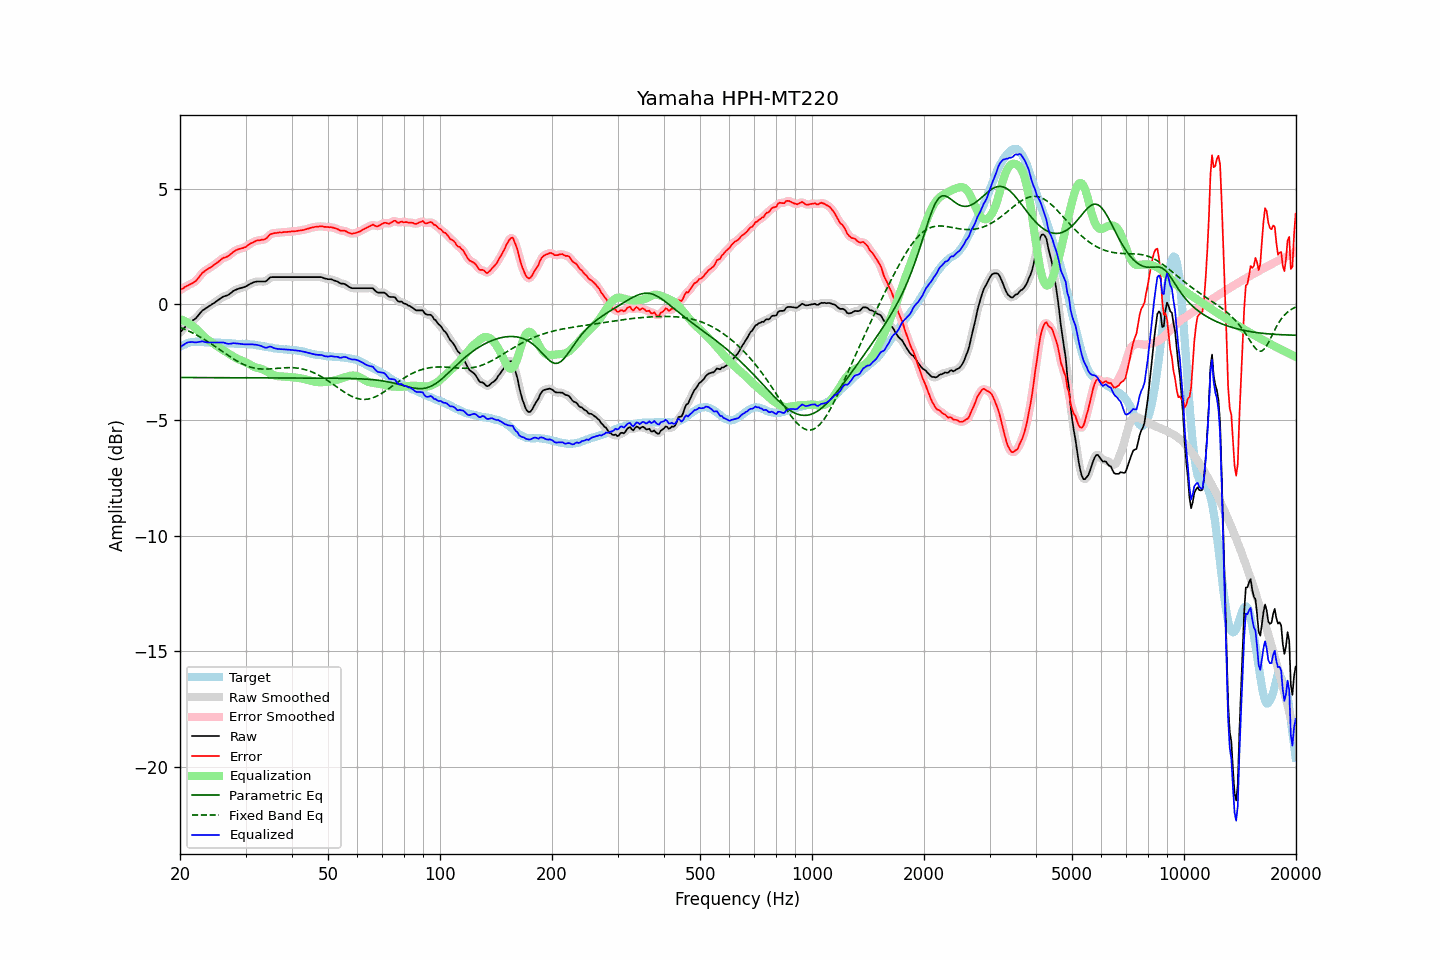 Yamaha HPH-MT220
Amplitude (dBr)
5
0
−5
−10
−15
−20
Target
Raw Smoothed
Error Smoothed
Raw
Error
Equalization
Parametric Eq
Fixed Band Eq
Equalized
20 50 100 200 500 1000 2000 5000 10000 20000
Frequency (Hz)